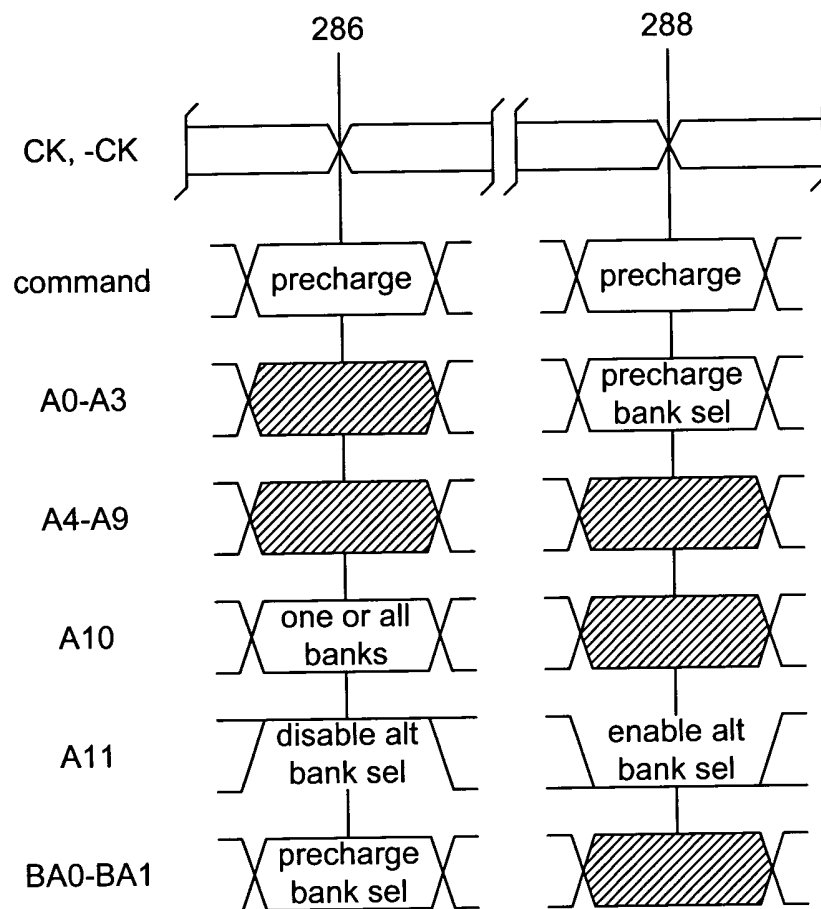 286 288
CK, -CK
command precharge precharge
A0-A3 precharge
bank sel
A4-A9
A10 one or all
banks
A11 disable alt
bank sel
enable alt
bank sel
BA0-BA1 precharge
bank sel